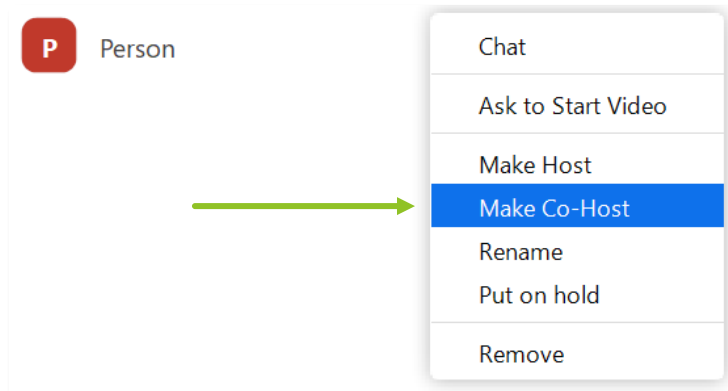 P
Person
Chat
Ask to Start Video
Make Host
Make Co-Host
Rename
Put on hold
Remove